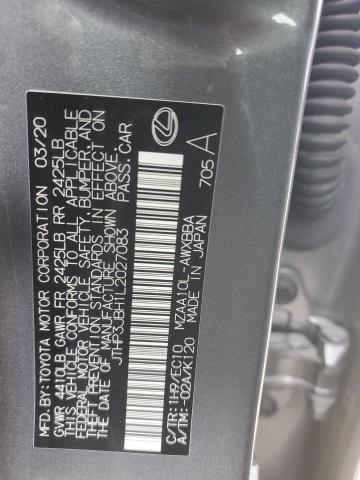 MFD.BY:TOYOTA MOTOR CORPORATION 03/20
GVWR 4410LB GAWR FR 2425LB RR 2425LB
THIS VEHICLE CONFORMS TO ALL APPLICABLE
FEDERAL MOTOR VEHICLE SAFETY, BUMPER, AND
THEFT PREVENTION STANDARDS IN EFFECT ON
THE DATE OF MANUFACTURE SHOWN ABOVE.
JTHP3JBH1L2027083 PASS.CAR
C/TR:1H9/EC10 MZAA10L-AWXBBA
A/TM:-02A/K120 MADE IN JAPAN 705 A